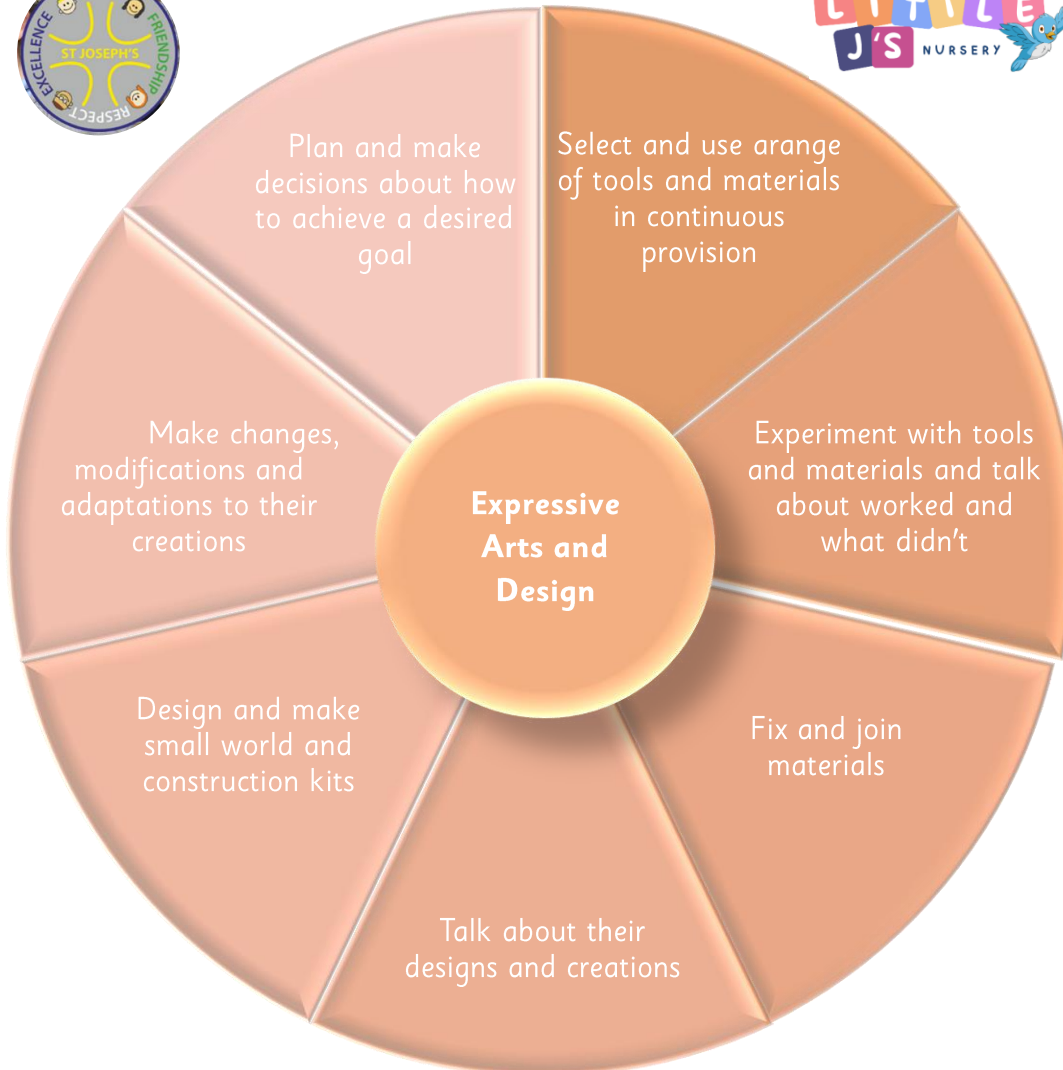 EXCELLENCE
FRIENDSHIP
RESPECT
ST JOSEPH'S
LITTLE
J'S NURSERY
Plan and make
decisions about how
to achieve a desired
goal
Select and use arange
of tools and materials
in continuous
provision
Experiment with tools
and materials and talk
about worked and
what didn't
Fix and join
materials
Talk about their
designs and creations
Design and make
small world and
construction kits
Make changes,
modifications and
adaptations to their
creations
Expressive
Arts and
Design